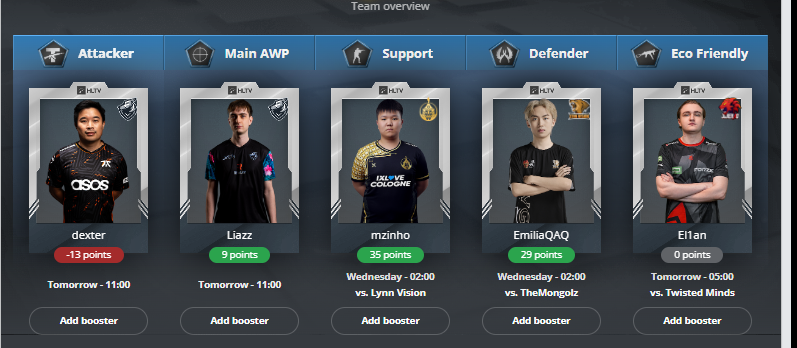 Team overview
Attacker
Main AWP
Support
Defender
Eco Friendly
HLTV
HLTV
HLTV
HLTV
HLTV
asos
IXLOVE
COLOGNE
dexter
Liazz
mzinho
EmiliaQAQ
El1an
-13 points
9 points
35 points
29 points
0 points
Tomorrow - 11:00
Tomorrow - 11:00
Wednesday - 02:00
vs. Lynn Vision
Wednesday - 02:00
vs. TheMongolz
Tomorrow - 05:00
vs. Twisted Minds
Add booster
Add booster
Add booster
Add booster
Add booster